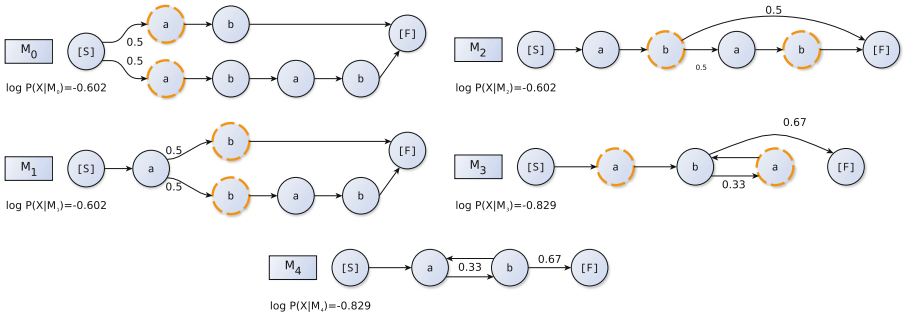 M0
[S]
0.5
0.5
a
b
[F]
a
b
a
b
log P(X|M0)=-0.602
M2
[S]
a
b
0.5
0.5
a
b
[F]
log P(X|M2)=-0.602
M1
[S]
a
0.5
0.5
b
[F]
b
a
b
log P(X|M1)=-0.602
M3
[S]
a
b
0.67
0.33
a
[F]
log P(X|M3)=-0.829
M4
[S]
a
0.33
b
0.67
[F]
log P(X|M4)=-0.829